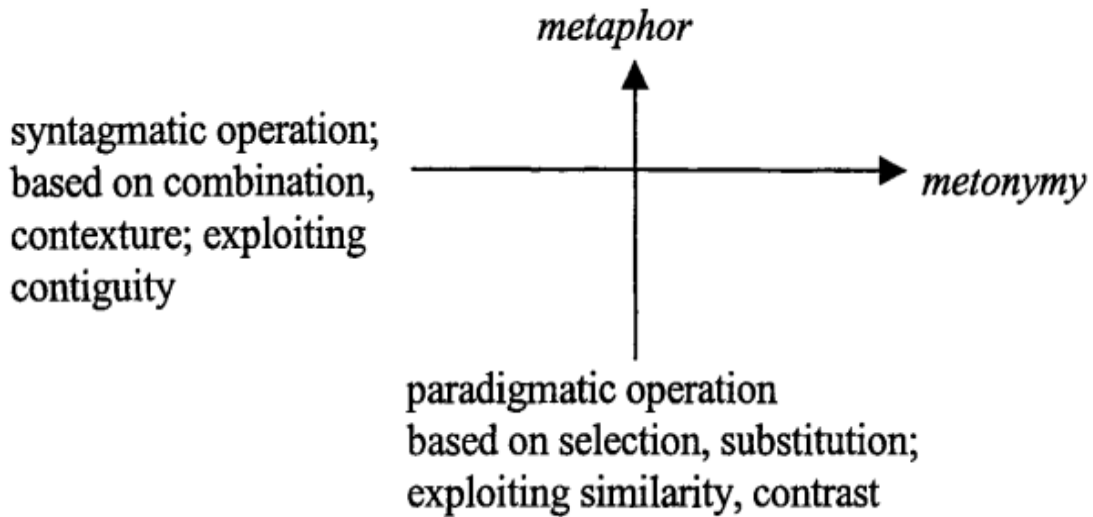 metaphor
syntagmatic operation;
based on combination,
contexture; exploiting
contiguity
metonymy
paradigmatic operation
based on selection, substitution;
exploiting similarity, contrast